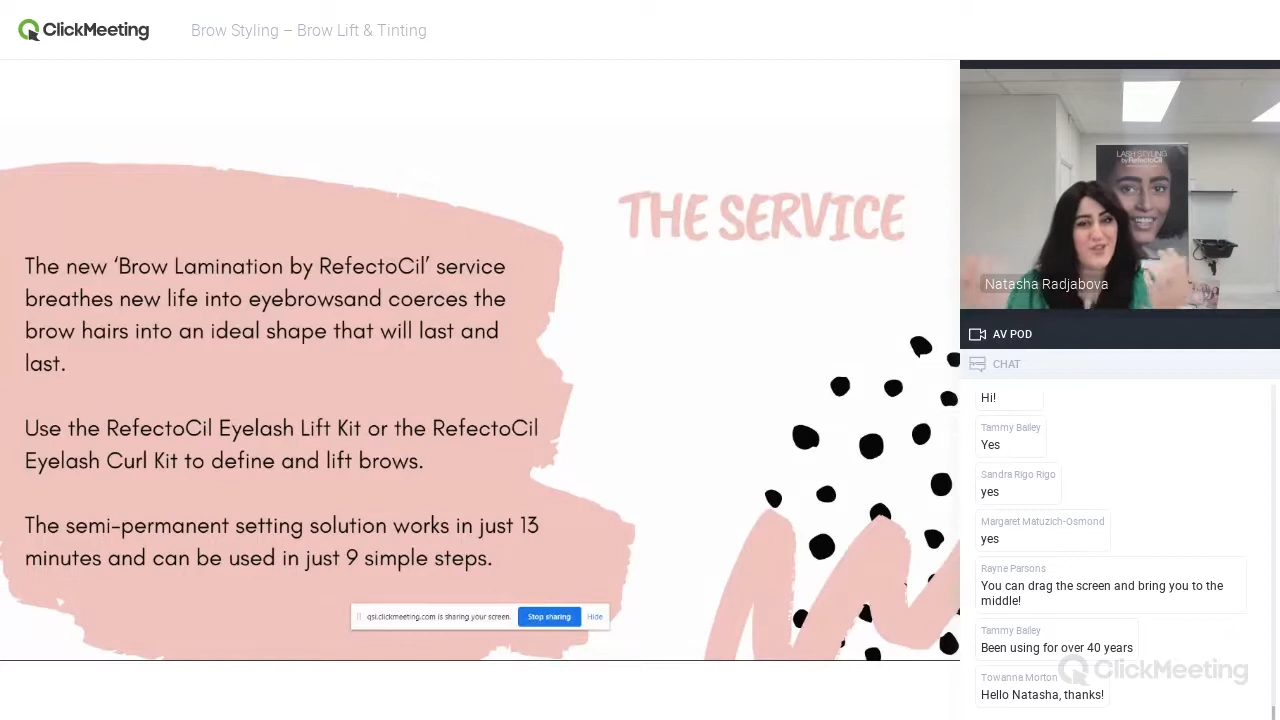 ClickMeeting
Brow Styling – Brow Lift & Tinting
THE SERVICE
The new ‘Brow Lamination by RefectoCil’ service
breathes new life into eyebrowsand coerces the
brow hairs into an ideal shape that will last and
last.
Use the RefectoCil Eyelash Lift Kit or the RefectoCil
Eyelash Curl Kit to define and lift brows.
The semi-permanent setting solution works in just 13
minutes and can be used in just 9 simple steps.
qsi.clickmeeting.com is sharing your screen.
Stop sharing
Hide
LASH STYLING
by RefectoCil
Natasha Radjabova
AV POD
CHAT
Hi!
Tammy Bailey
Yes
Sandra Rigo Rigo
yes
Margaret Matuzich-Osmond
yes
Rayne Parsons
You can drag the screen and bring you to the
middle!
Tammy Bailey
Been using for over 40 years
Towanna Morton
Hello Natasha, thanks!
ClickMeeting